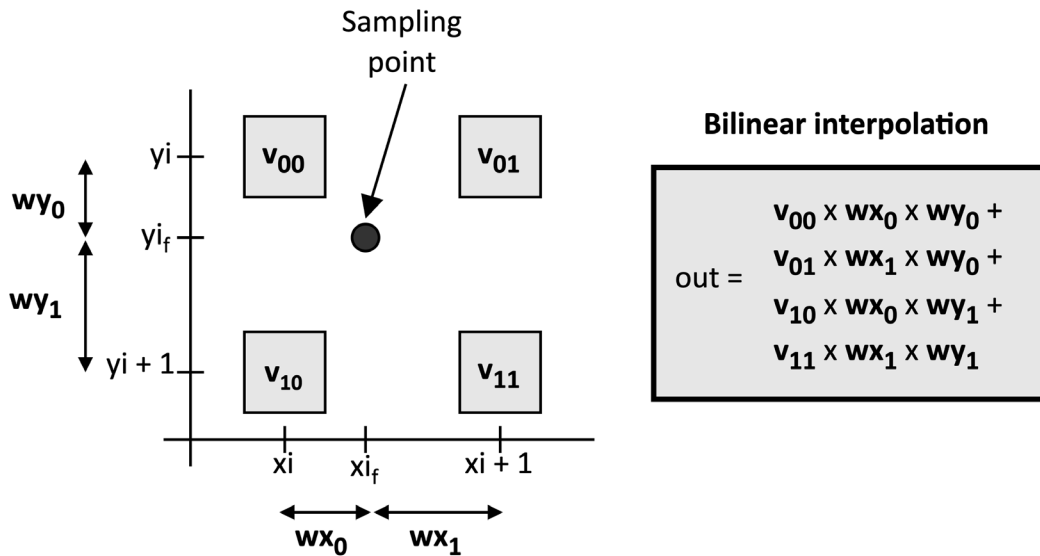 Sampling
point
Bilinear interpolation
yi
v00
v01
wy0
yif
wy1
yi + 1
v10
v11
xi
xif
xi + 1
wx0
wx1
out =
v00 x wx0 x wy0 +
v01 x wx1 x wy0 +
v10 x wx0 x wy1 +
v11 x wx1 x wy1